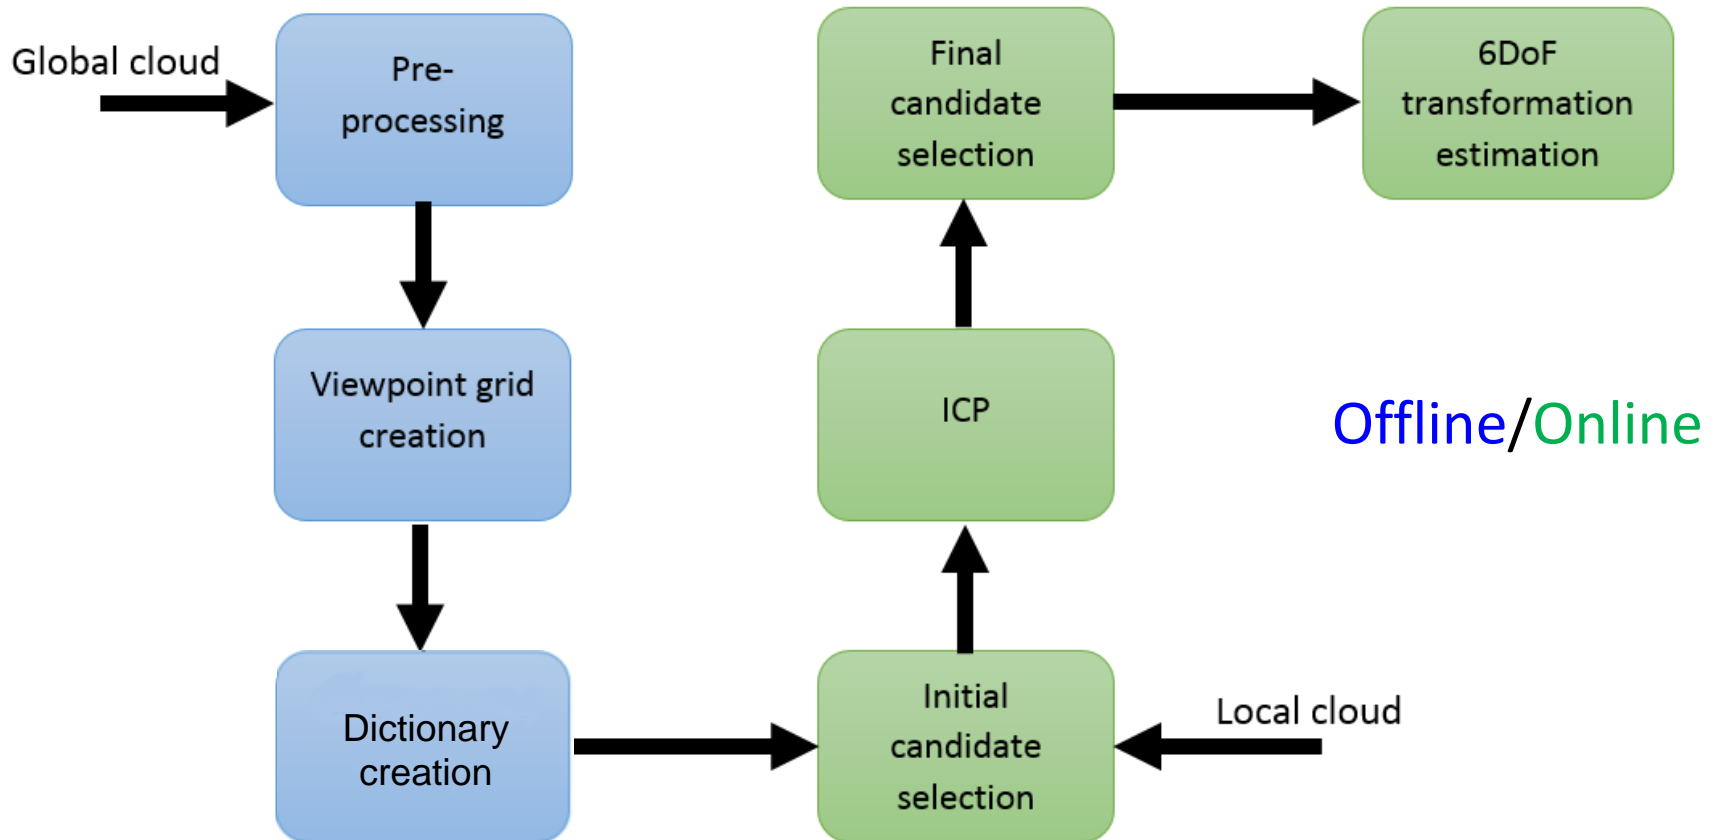 Global cloud
Pre-
processing
Viewpoint grid
creation
Dictionary
creation
Final
candidate
selection
ICP
Initial
candidate
selection
Local cloud
6DoF
transformation
estimation
Offline/Online